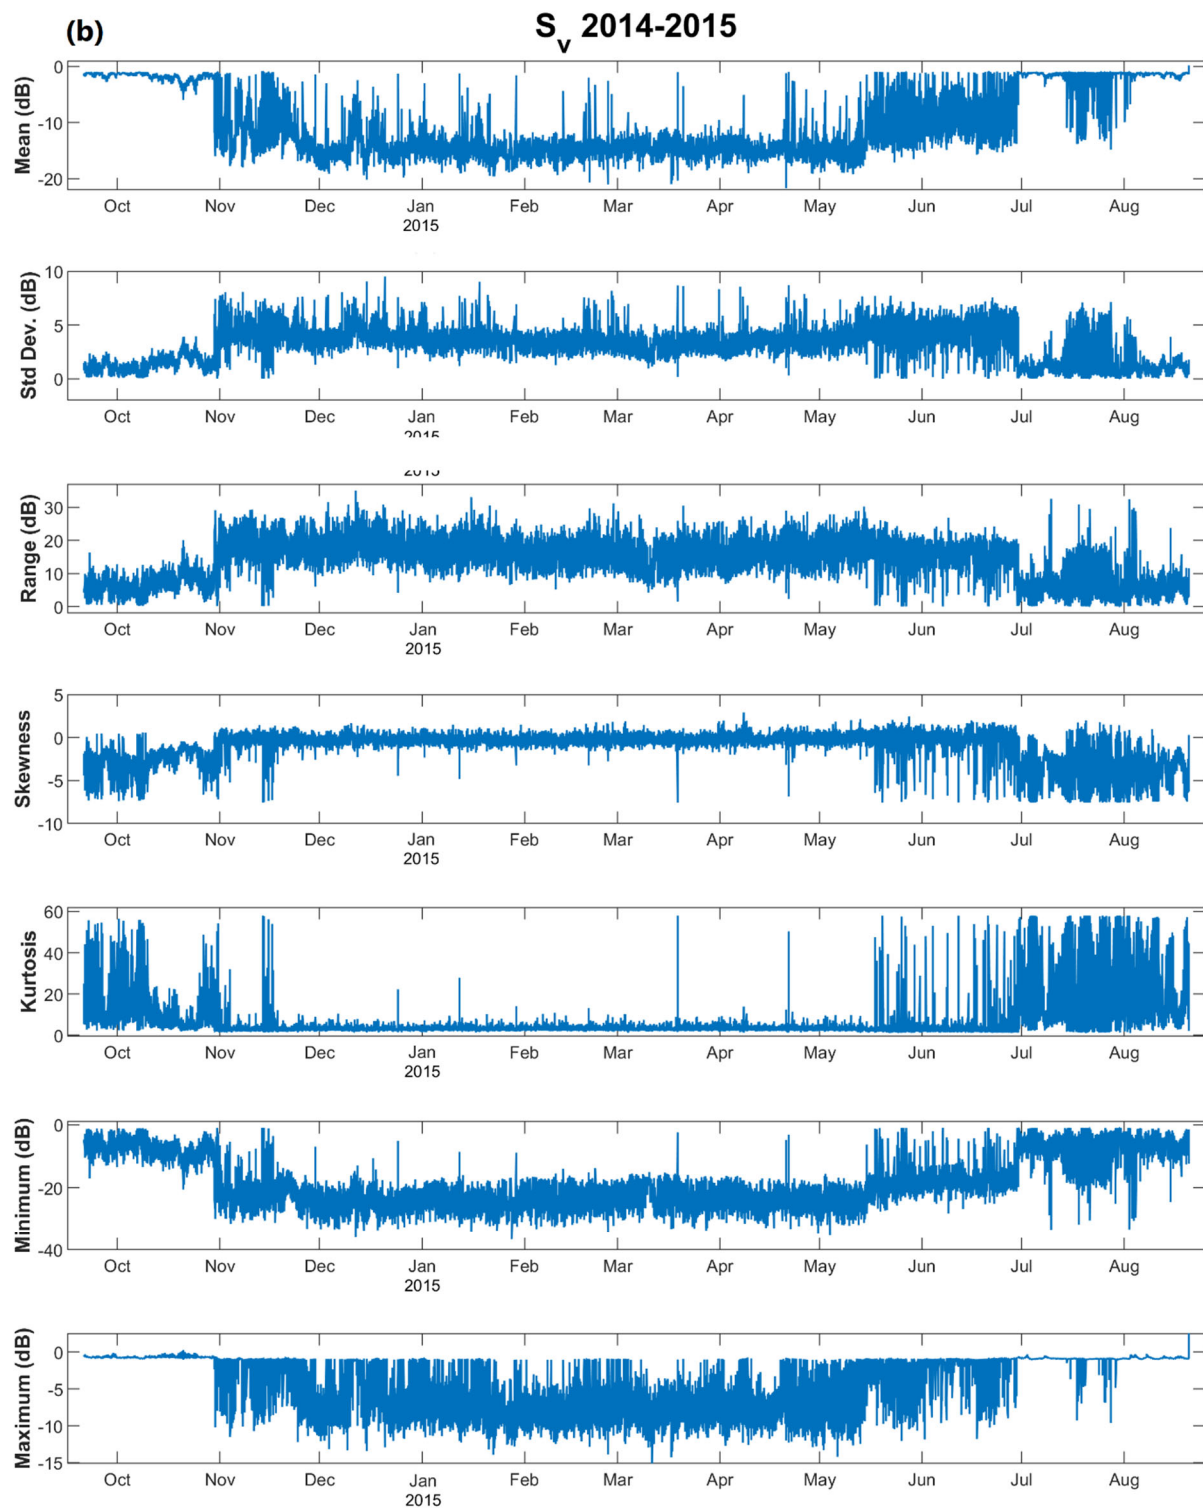 (b)
Sv 2014-2015
Mean (dB)
0
-10
-20
Oct Nov Dec Jan Feb Mar Apr May Jun Jul Aug
2015
Std Dev. (dB)
10
5
0
Oct Nov Dec Jan Feb Mar Apr May Jun Jul Aug
2015
2015
Range (dB)
30
20
10
0
Oct Nov Dec Jan Feb Mar Apr May Jun Jul Aug
2015
Skewness
5
0
-5
-10
Oct Nov Dec Jan Feb Mar Apr May Jun Jul Aug
2015
Kurtosis
60
40
20
0
Oct Nov Dec Jan Feb Mar Apr May Jun Jul Aug
2015
Minimum (dB)
0
-20
-40
Oct Nov Dec Jan Feb Mar Apr May Jun Jul Aug
2015
Maximum (dB)
0
-5
-10
-15
Oct Nov Dec Jan Feb Mar Apr May Jun Jul Aug
2015